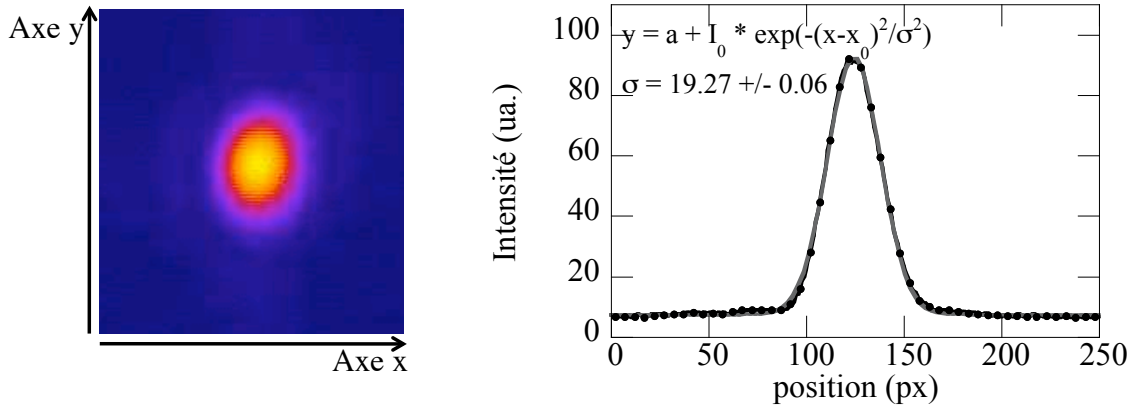 Axe y
Axe x
y = a + I₀ * exp(-(x-x₀)²/σ²)
σ = 19.27 +/- 0.06
Intensité (ua.)
100
80
60
40
20
0
0 50 100 150 200 250
position (px)